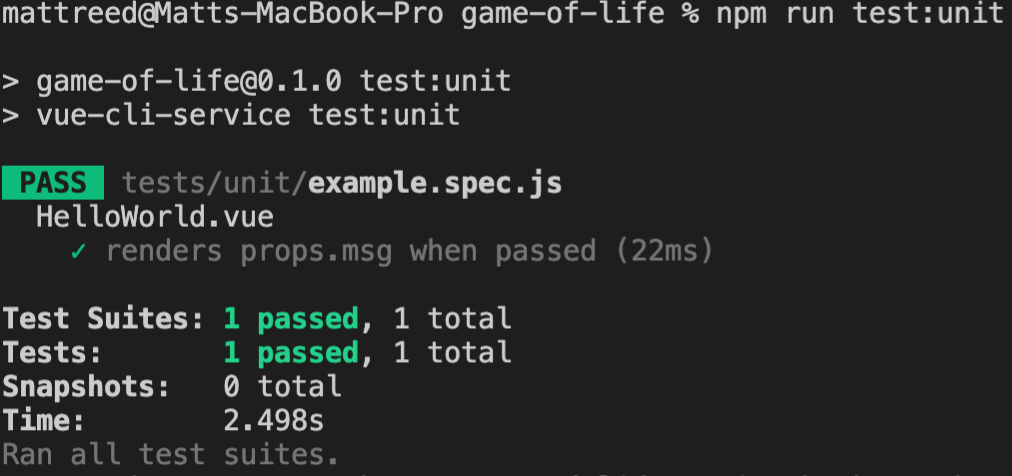 mattreed@Matts-MacBook-Pro game-of-life % npm run test:unit
> game-of-life@0.1.0 test:unit
> vue-cli-service test:unit
PASS tests/unit/example.spec.js
HelloWorld.vue
✓ renders props.msg when passed (22ms)
Test Suites: 1 passed, 1 total
Tests: 1 passed, 1 total
Snapshots: 0 total
Time: 2.498s
Ran all test suites.